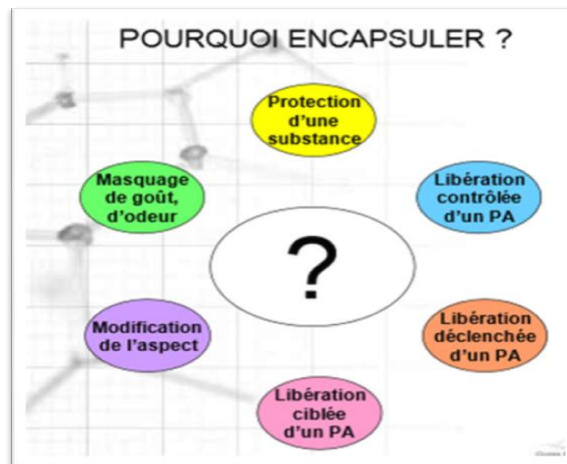 POURQUOI ENCAPSULER ?
Protection
d'une
substance
Masquage
de goût,
d'odeur
Libération
contrôlée
d'un PA
?
Modification
de l'aspect
Libération
déclenchée
d'un PA
Libération
ciblée
d'un PA